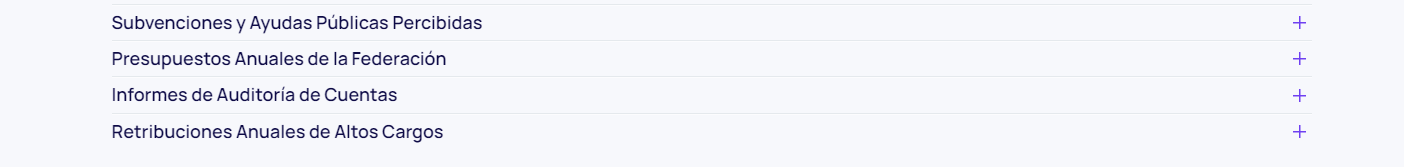 Subvenciones y Ayudas Públicas Percibidas
Presupuestos Anuales de la Federación
Informes de Auditoría de Cuentas
Retribuciones Anuales de Altos Cargos